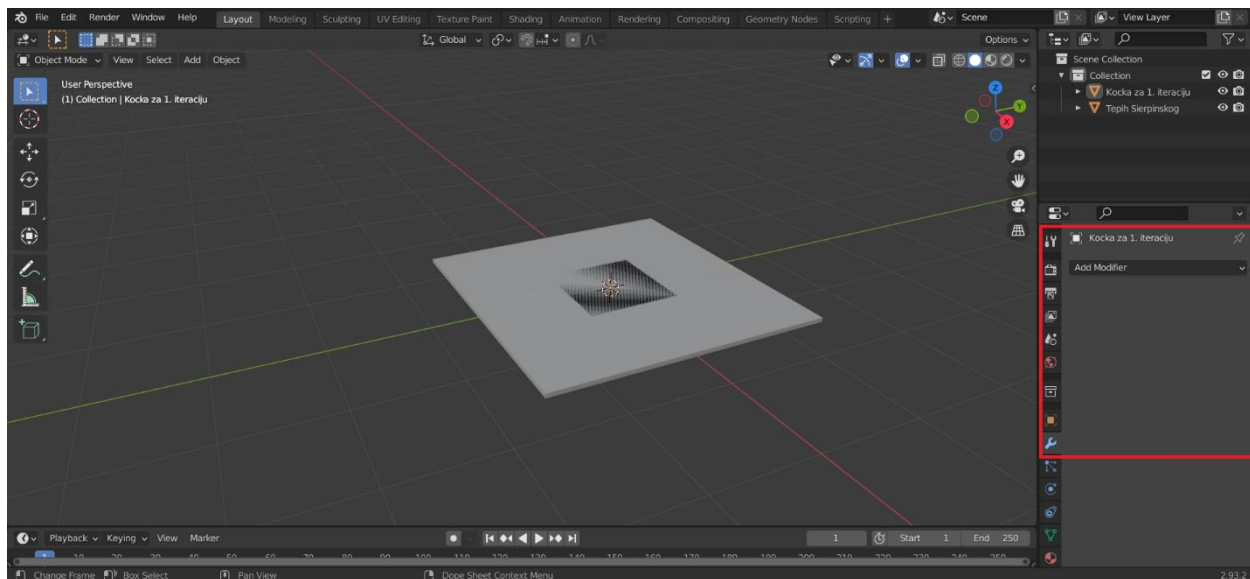 File Edit Render Window Help Layout Modeling Sculpting UV Editing Texture Paint Shading Animation Rendering Compositing Geometry Nodes Scripting + Scene View Layer
Global Options
Object Mode View Select Add Object
User Perspective
(1) Collection | Kocka za 1. iteraciju
Z
Y
X
Scene Collection
Collection
Kocka za 1. iteraciju
Tepih Sierpinskog
Kocka za 1. iteraciju
Add Modifier
Playback Keying View Marker 1 Start 1 End 250
1 10 20 30 40 50 60 70 80 90 100 110 120 130 140 150 160 170 180 190 200 210 220 230 240 250
Change Frame Box Select Pan View Dope Sheet Context Menu 2.93.2